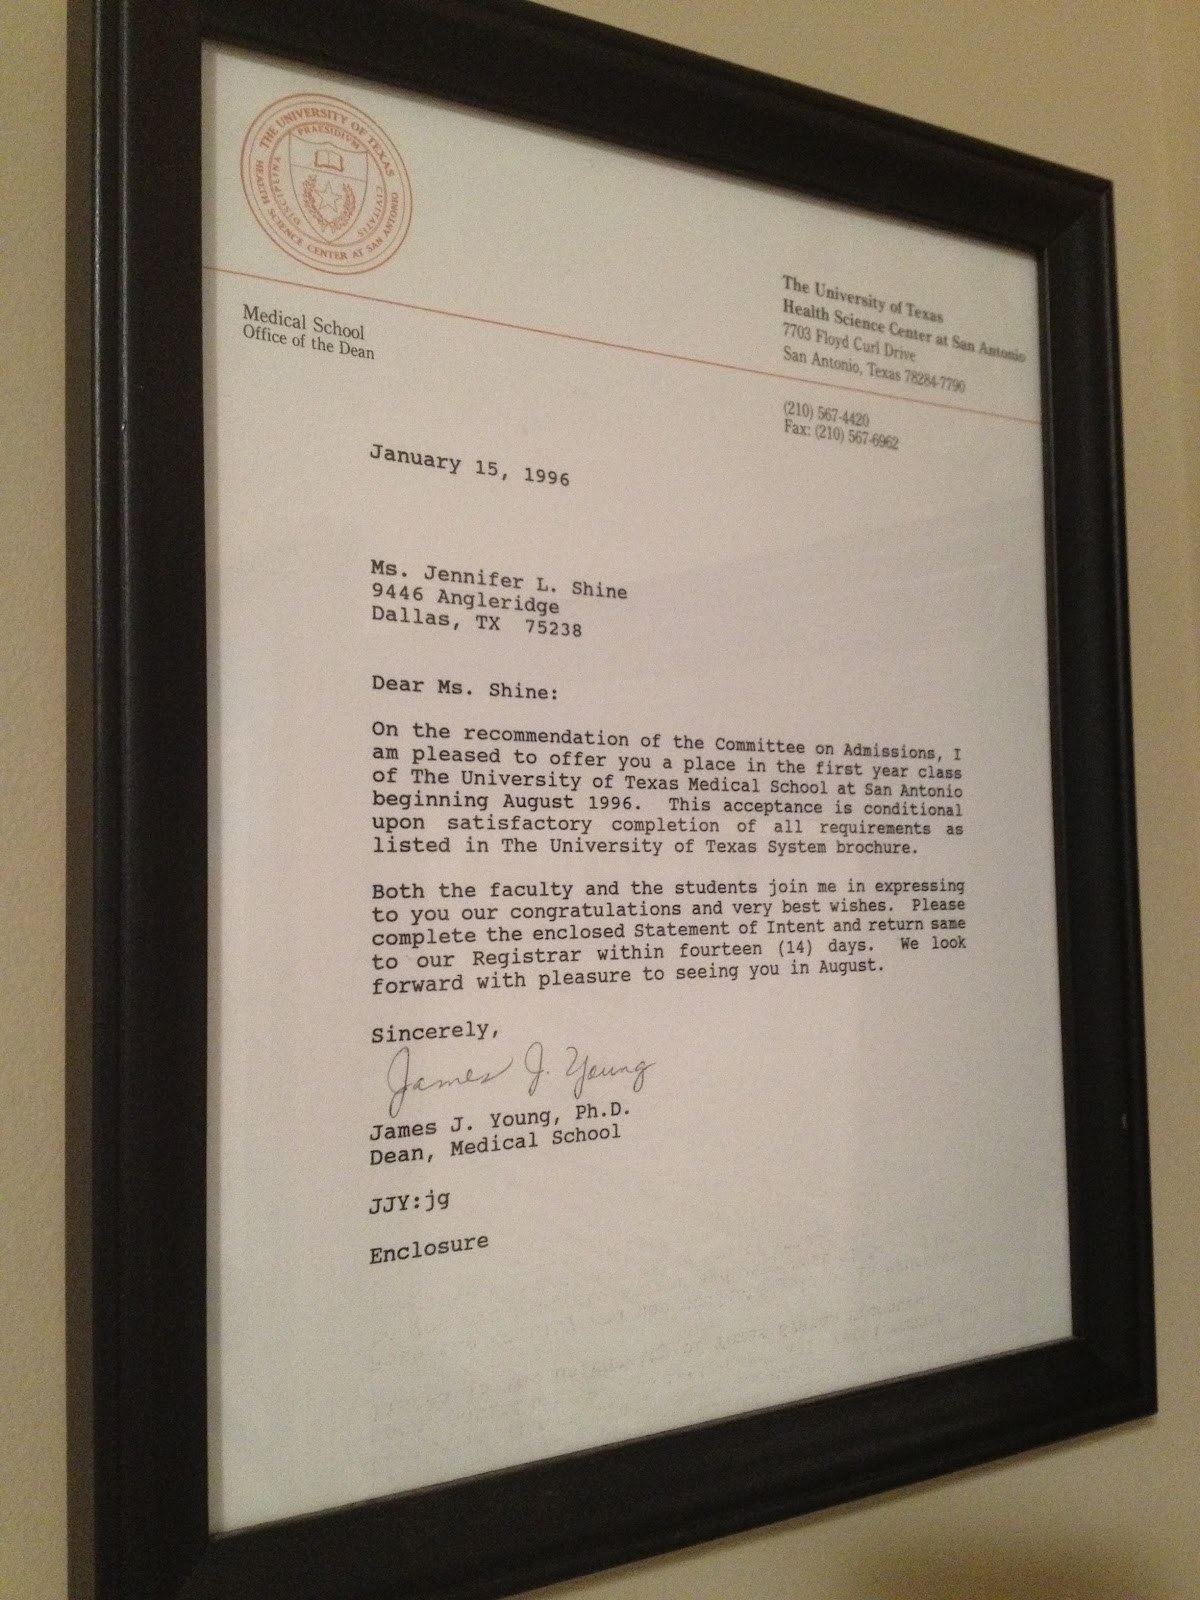 THE UNIVERSITY OF TEXAS
HEALTH SCIENCE CENTER AT SAN ANTONIO
PRAESIDIUM
DISCIPLINA
CIVITATIS
Medical School
Office of the Dean
The University of Texas
Health Science Center at San Antonio
7703 Floyd Curl Drive
San Antonio, Texas 78284-7790
(210) 567-4420
Fax: (210) 567-6962
January 15, 1996
Ms. Jennifer L. Shine
9446 Angleridge
Dallas, TX 75238
Dear Ms. Shine:
On the recommendation of the Committee on Admissions, I
am pleased to offer you a place in the first year class
of The University of Texas Medical School at San Antonio
beginning August 1996. This acceptance is conditional
upon satisfactory completion of all requirements as
listed in The University of Texas System brochure.
Both the faculty and the students join me in expressing
to you our congratulations and very best wishes. Please
complete the enclosed Statement of Intent and return same
to our Registrar within fourteen (14) days. We look
forward with pleasure to seeing you in August.
Sincerely,
James J. Young
James J. Young, Ph.D.
Dean, Medical School
JJY:jg
Enclosure